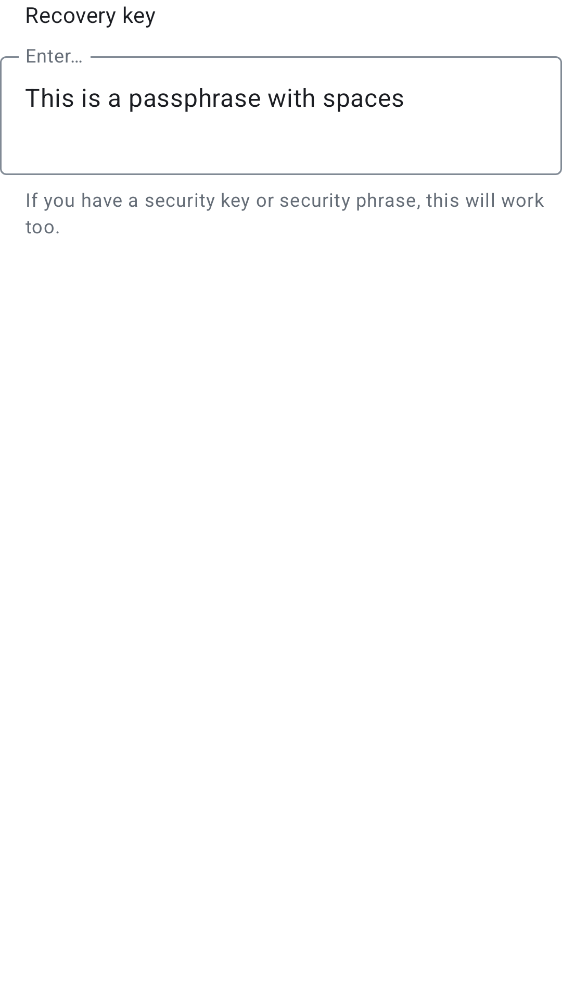 Recovery key
Enter…
This is a passphrase with spaces
If you have a security key or security phrase, this will work
too.